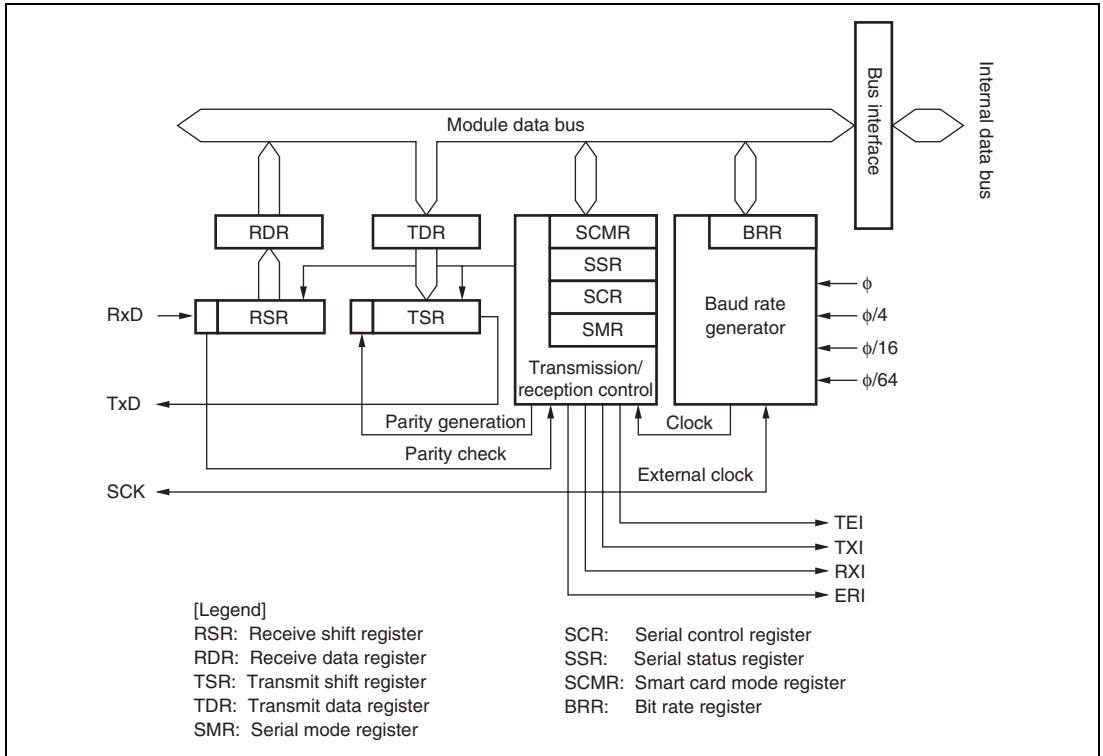 Module data bus
Bus interface
Internal data bus
RDR
TDR
SCMR
BRR
SSR
SCR
SMR
RxD
RSR
TSR
Baud rate
generator
ϕ
ϕ/4
ϕ/16
ϕ/64
Transmission/
reception control
TxD
Parity generation
Clock
Parity check
External clock
SCK
TEI
TXI
RXI
ERI
[Legend]
RSR: Receive shift register
RDR: Receive data register
TSR: Transmit shift register
TDR: Transmit data register
SMR: Serial mode register
SCR: Serial control register
SSR: Serial status register
SCMR: Smart card mode register
BRR: Bit rate register